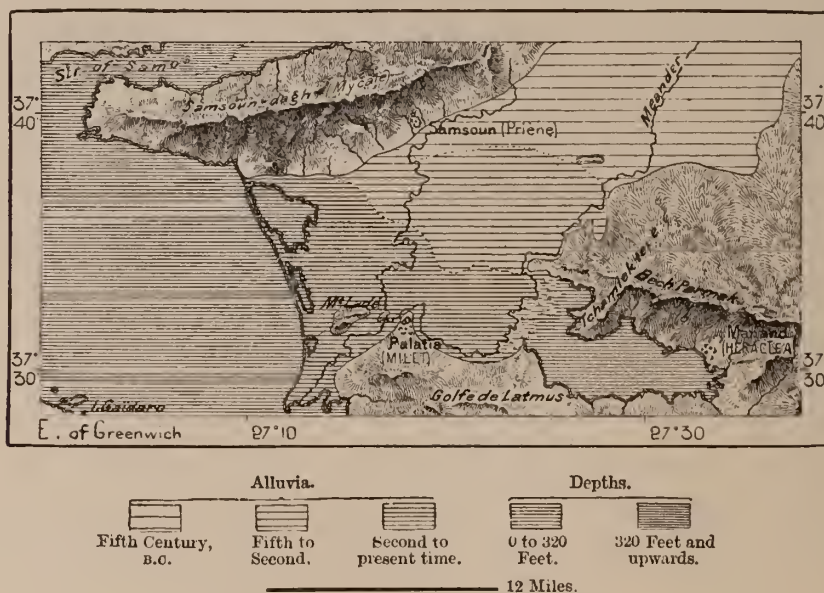 Str. of Samos
37°
40
Samsoun-dagh (Mycale)
Samsoun (Priène)
Meander
Mt Lade
Palatia
(MILET)
Tchamlektere
Bech Parmak
(HERACLEA)
37°
30
37°
30
I. Gaidaro
Golfe de Latmus
E. of Greenwich
27°10
27°30
37°
40
Alluvia.
Depths.
Fifth Century,
B.C.
Fifth to
Second.
Second to
present time.
0 to 320
Feet.
320 Feet and
upwards.
12 Miles.